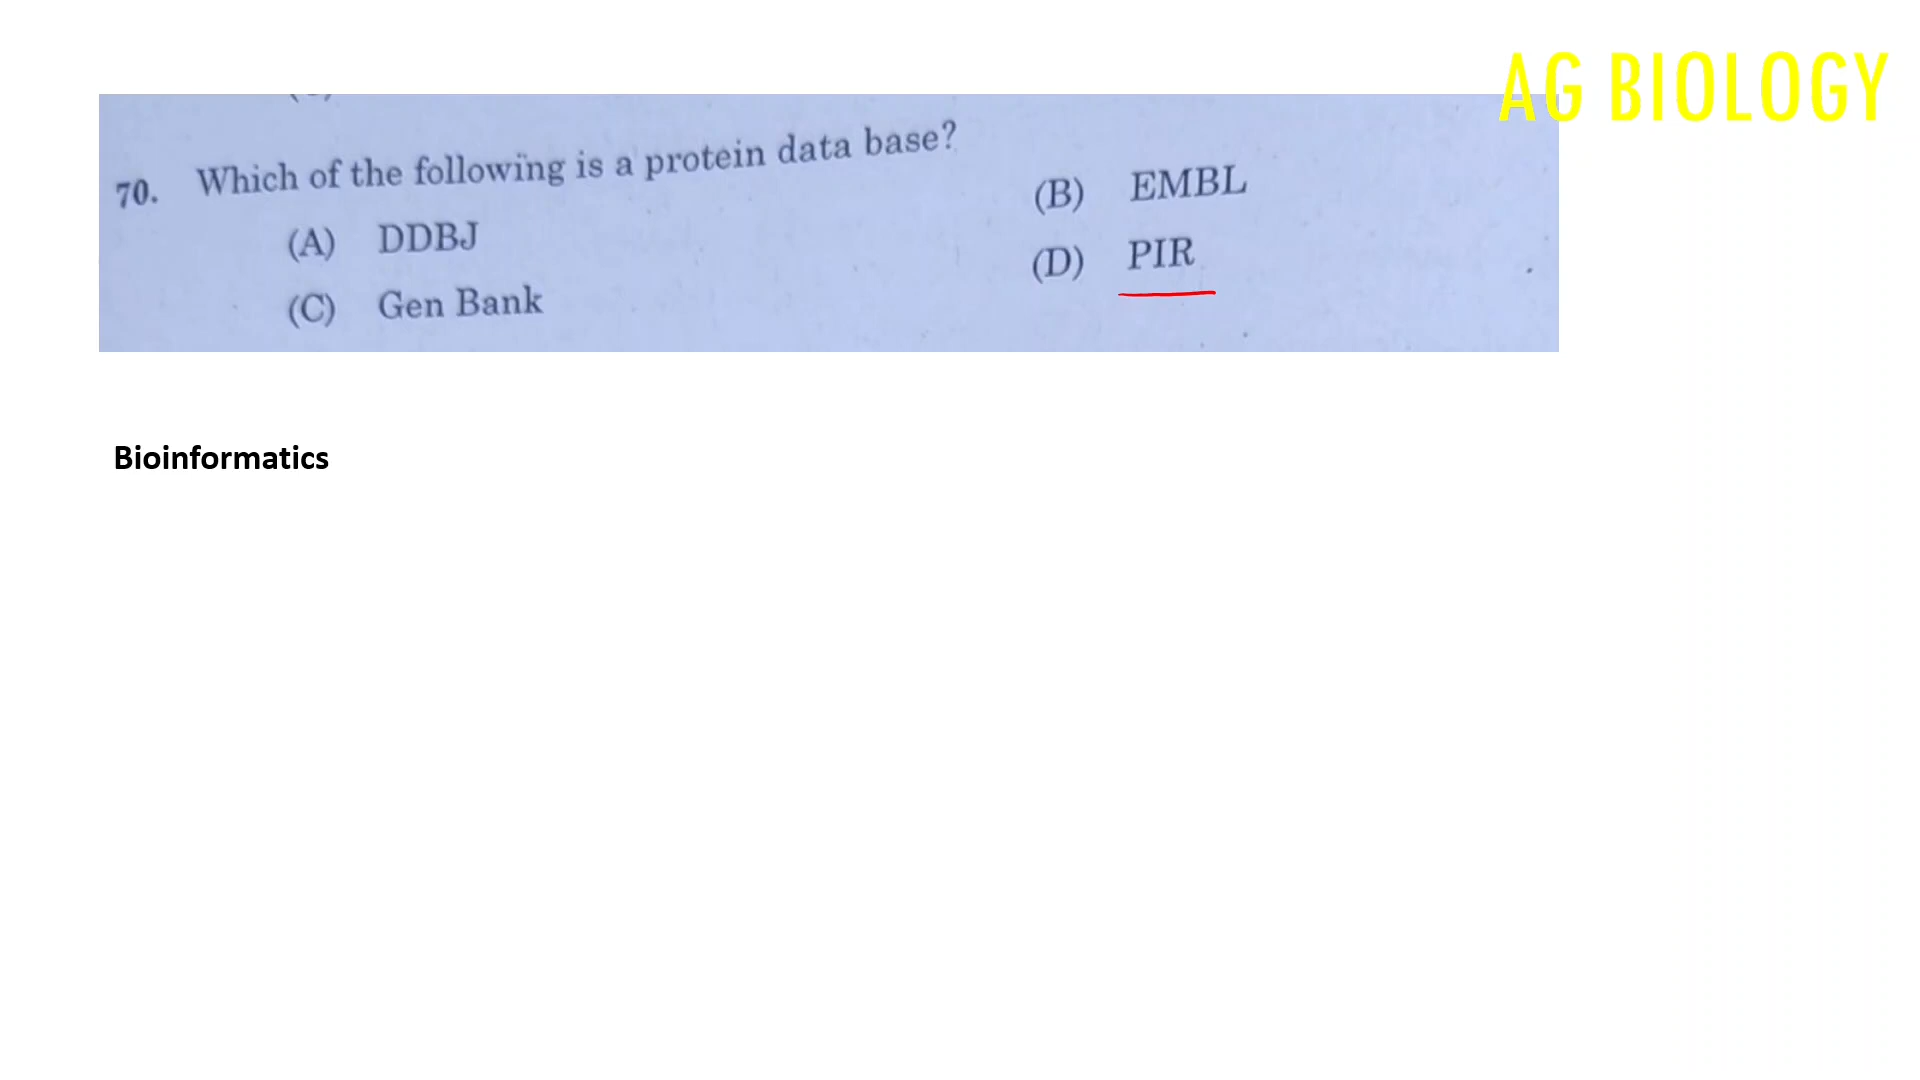 AG BIOLOGY
70. Which of the following is a protein data base?
(A) DDBJ
(B) EMBL
(C) Gen Bank
(D) PIR
Bioinformatics